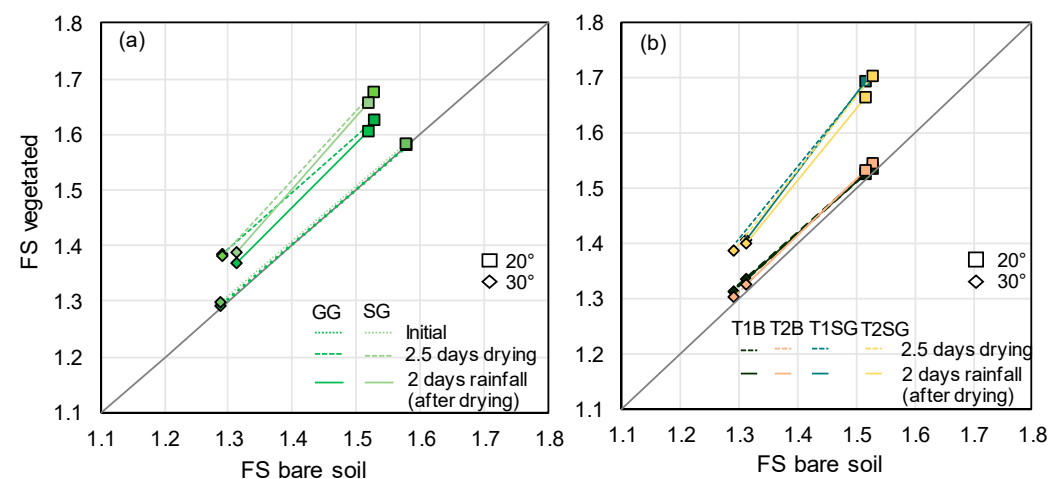 (a)
1.8
1.7
1.6
1.5
1.4
1.3
1.2
1.1
FS vegetated
20°
30°
GG SG
Initial
2.5 days drying
2 days rainfall
(after drying)
1.1 1.2 1.3 1.4 1.5 1.6 1.7 1.8
FS bare soil
(b)
1.8
1.7
1.6
1.5
1.4
1.3
1.2
1.1
20°
30°
T1B T2B T1SG T2SG
2.5 days drying
2 days rainfall
(after drying)
1.1 1.2 1.3 1.4 1.5 1.6 1.7 1.8
FS bare soil